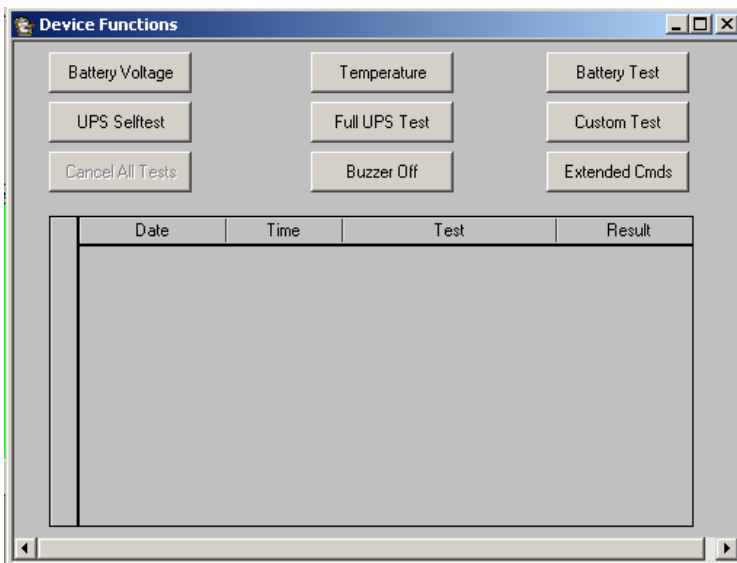 Device Functions
Battery Voltage Temperature Battery Test
UPS Selftest Full UPS Test Custom Test
Cancel All Tests Buzzer Off Extended Cmds
Date Time Test Result